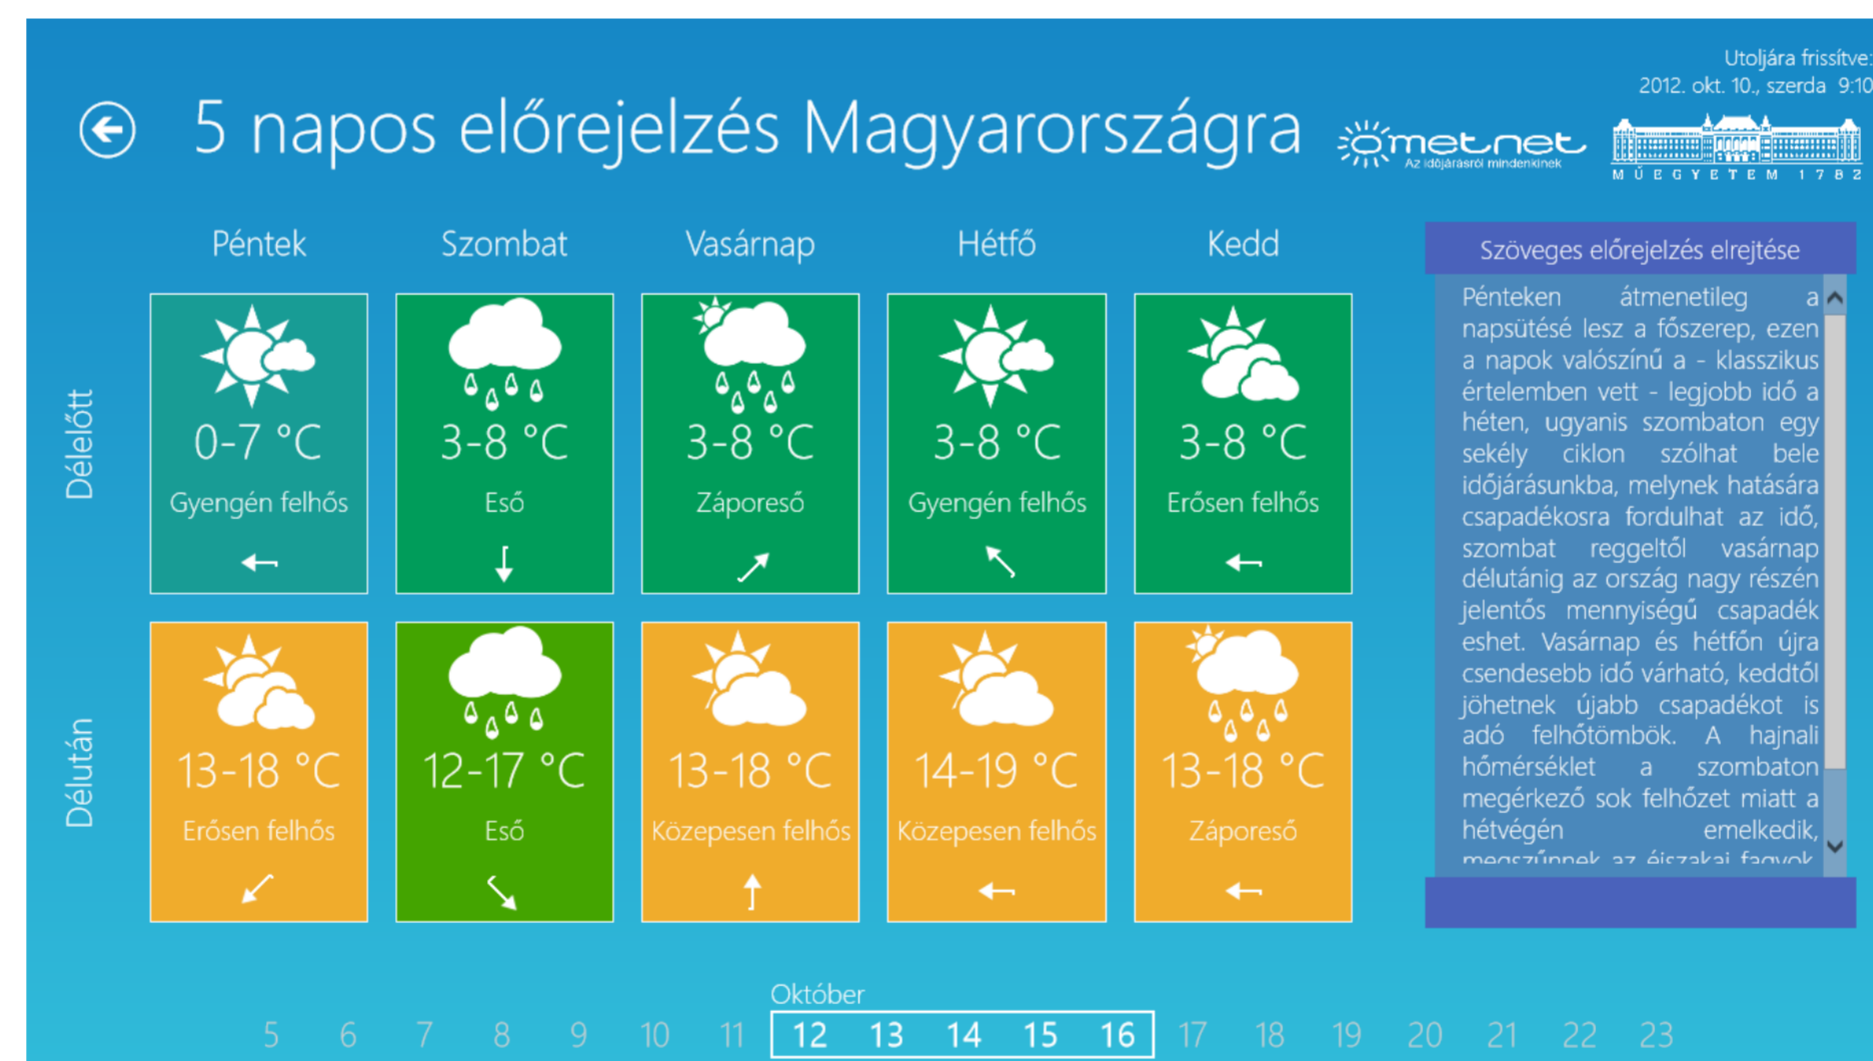 Utoljára frissítve:
2012. okt. 10., szerda 9:10
5 napos előrejelzés Magyarországra
metnet
Az időjárásról mindenkinek
MŰEGYETEM 1782
Péntek Szombat Vasárnap Hétfő Kedd
Délelőtt
0-7 °C 3-8 °C 3-8 °C 3-8 °C 3-8 °C
Gyengén felhős Eső Záporeső Gyengén felhős Erősen felhős
Délután
13-18 °C 12-17 °C 13-18 °C 14-19 °C 13-18 °C
Erősen felhős Eső Közepesen felhős Közepesen felhős Záporeső
Szöveges előrejelzés elrejtése
Pénteken átmenetileg a
napsütésé lesz a főszerep, ezen
a napok valószínű a - klasszikus
értelemben vett - legjobb idő a
héten, ugyanis szombaton egy
sekély ciklon szólhat bele
időjárásunkba, melynek hatására
csapadékosra fordulhat az idő,
szombat reggeltől vasárnap
délutánig az ország nagy részén
jelentős mennyiségű csapadék
eshet. Vasárnap és hétfőn újra
csendesebb idő várható, keddtől
jöhetnek újabb csapadékot is
adó felhőtömbök. A hajnali
hőmérséklet a szombaton
megérkező sok felhőzet miatt a
hétvégén emelkedik,
megszűnnek az éjszakai fagyok.
Október
5 6 7 8 9 10 11 12 13 14 15 16 17 18 19 20 21 22 23